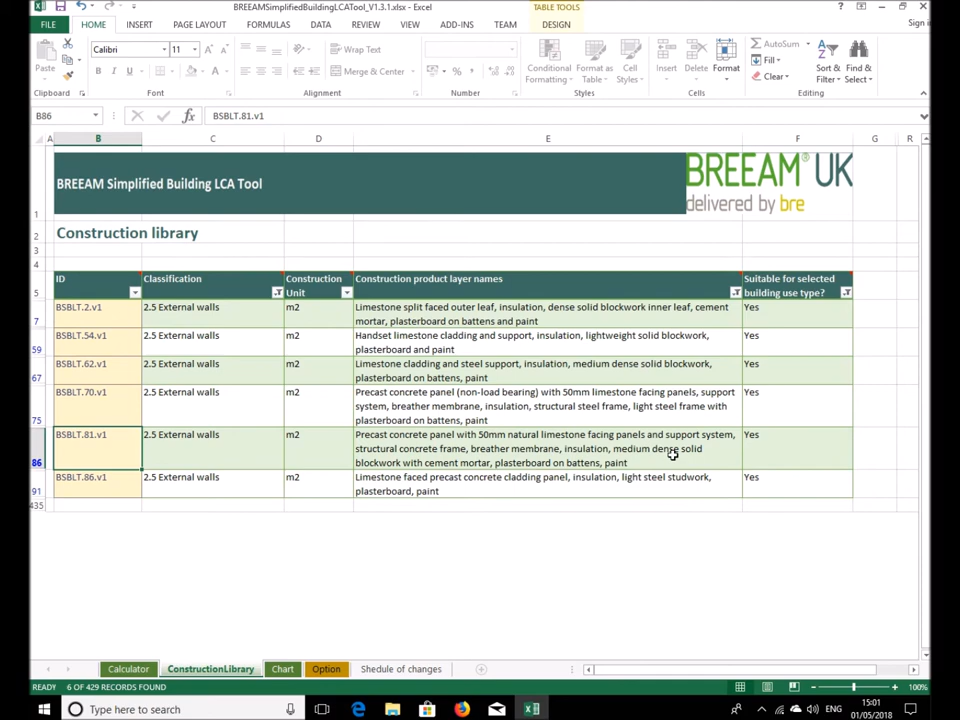 BREEAMSimplifiedBuildingLCATool_V1.3.1.xlsx - Excel
TABLE TOOLS
FILE HOME INSERT PAGE LAYOUT FORMULAS DATA REVIEW VIEW ADD-INS TEAM DESIGN
Sign in
Calibri 11
Wrap Text
AutoSum
Fill
Paste
B I U
Merge & Center
Conditional Formatting
Format as Table
Cell Styles
Insert Delete Format
Clear
Sort & Filter
Find & Select
Clipboard Font Alignment Number Styles Cells Editing
B86 BSBLT.81.v1
A B C D E F G R
1
BREEAM Simplified Building LCA Tool
BREEAM® UK
delivered by bre
2
Construction library
3
4
5
ID Classification Construction Unit Construction product layer names Suitable for selected building use type?
7
BSBLT.2.v1 2.5 External walls m2 Limestone split faced outer leaf, insulation, dense solid blockwork inner leaf, cement Yes
mortar, plasterboard on battens and paint
59
BSBLT.54.v1 2.5 External walls m2 Handset limestone cladding and support, insulation, lightweight solid blockwork, Yes
plasterboard and paint
67
BSBLT.62.v1 2.5 External walls m2 Limestone cladding and steel support, insulation, medium dense solid blockwork, Yes
plasterboard on battens, paint
75
BSBLT.70.v1 2.5 External walls m2 Precast concrete panel (non-load bearing) with 50mm limestone facing panels, support Yes
system, breather membrane, insulation, structural steel frame, light steel frame with
plasterboard on battens, paint
86
BSBLT.81.v1 2.5 External walls m2 Precast concrete panel with 50mm natural limestone facing panels and support system, Yes
structural concrete frame, breather membrane, insulation, medium dense solid
blockwork with cement mortar, plasterboard on battens, paint
91
BSBLT.86.v1 2.5 External walls m2 Limestone faced precast concrete cladding panel, insulation, light steel studwork, Yes
plasterboard, paint
435
Calculator ConstructionLibrary Chart Option Shedule of changes
READY 6 OF 429 RECORDS FOUND 100%
Type here to search
ENG
15:01
01/05/2018